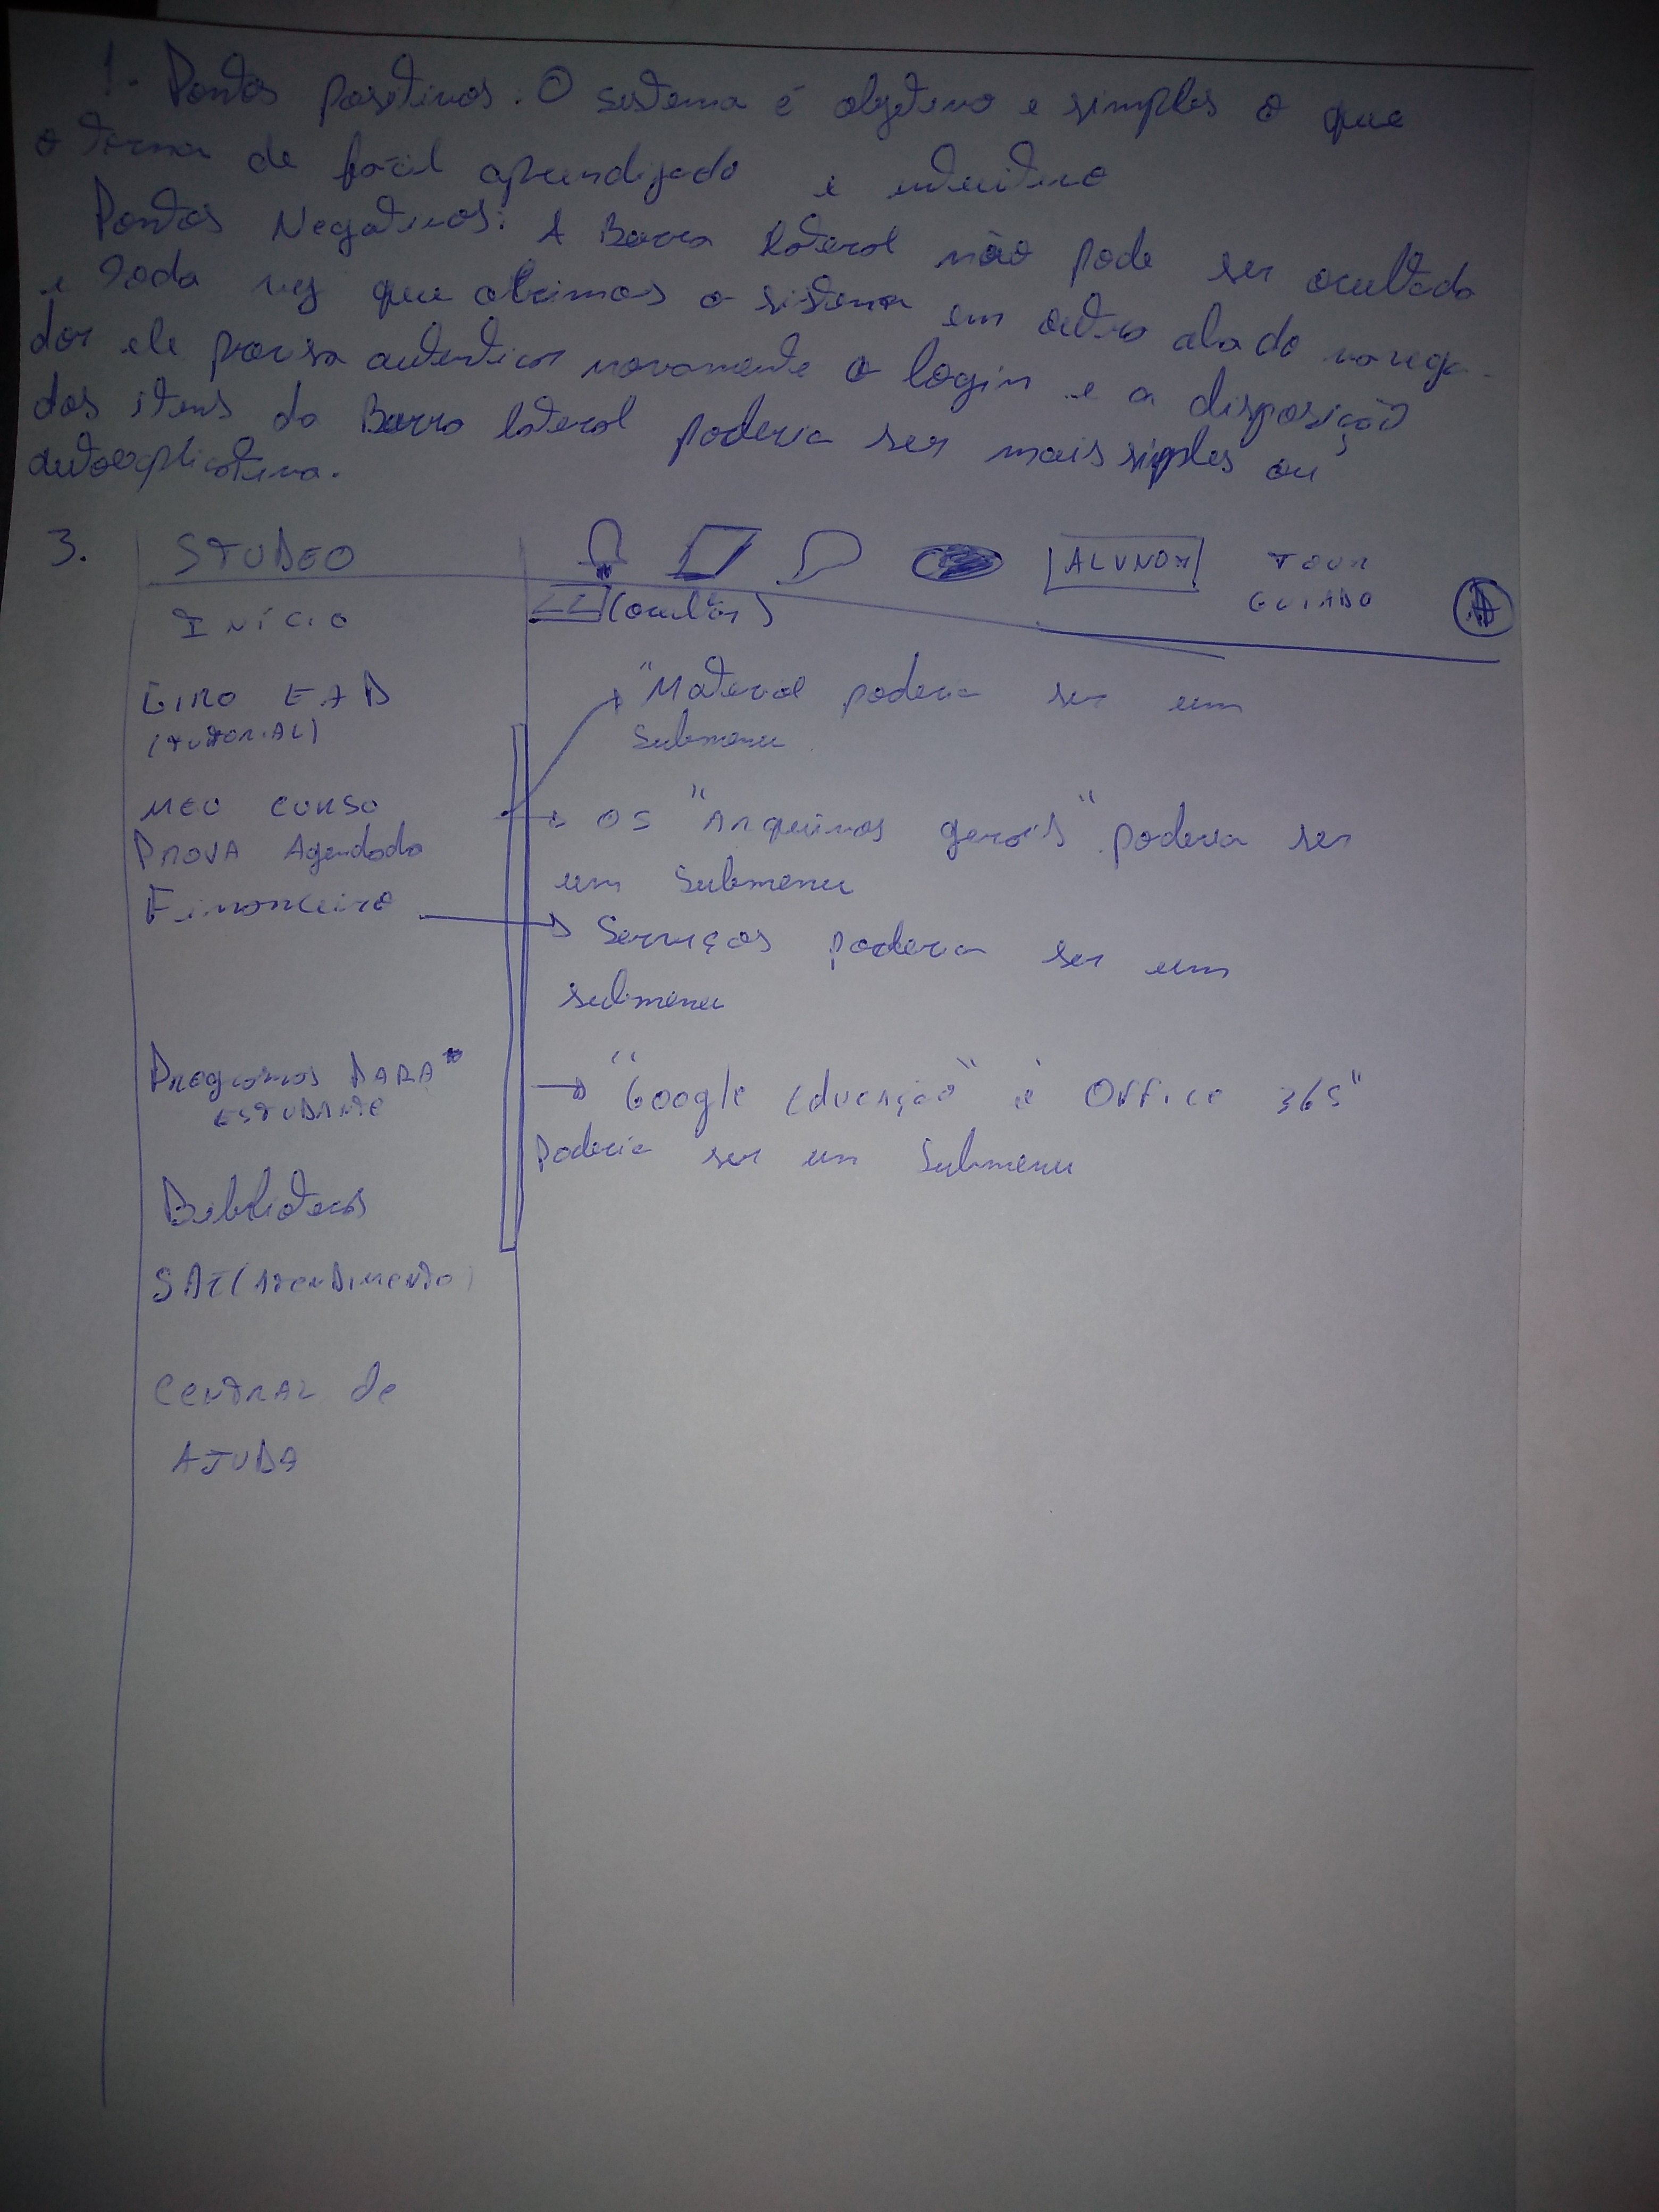 1. Pontos positivos. O sistema é objetivo e simples o que
o torna de fácil aprendizado e intuitivo
Pontos Negativos: A Barra lateral não pode ser ocultada
e toda vez que abrimos o sistema em outra aba do navega-
dor ele precisa autenticar novamente o login e a disposição
dos itens da Barra lateral poderia ser mais simples ou
autoexplicativa.
3. STUDEO
ALUNO TOUR
GUIADO
INÍCIO
<< (ocultar)
GIRO EAD
(TUTORIAL)
"Material poderia ser um
Submenu
MEU CURSO
OS "Arquivos gerais" poderia ser
um Submenu
PROVA Agendada
Financeiro
Serviços poderia ser um
submenu
Programas PARA
ESTUDANTE
"Google Educação" e Office 365"
Poderia ser um Submenu
Bibliotecas
SAE (Atendimento)
CENTRAL de
AJUDA